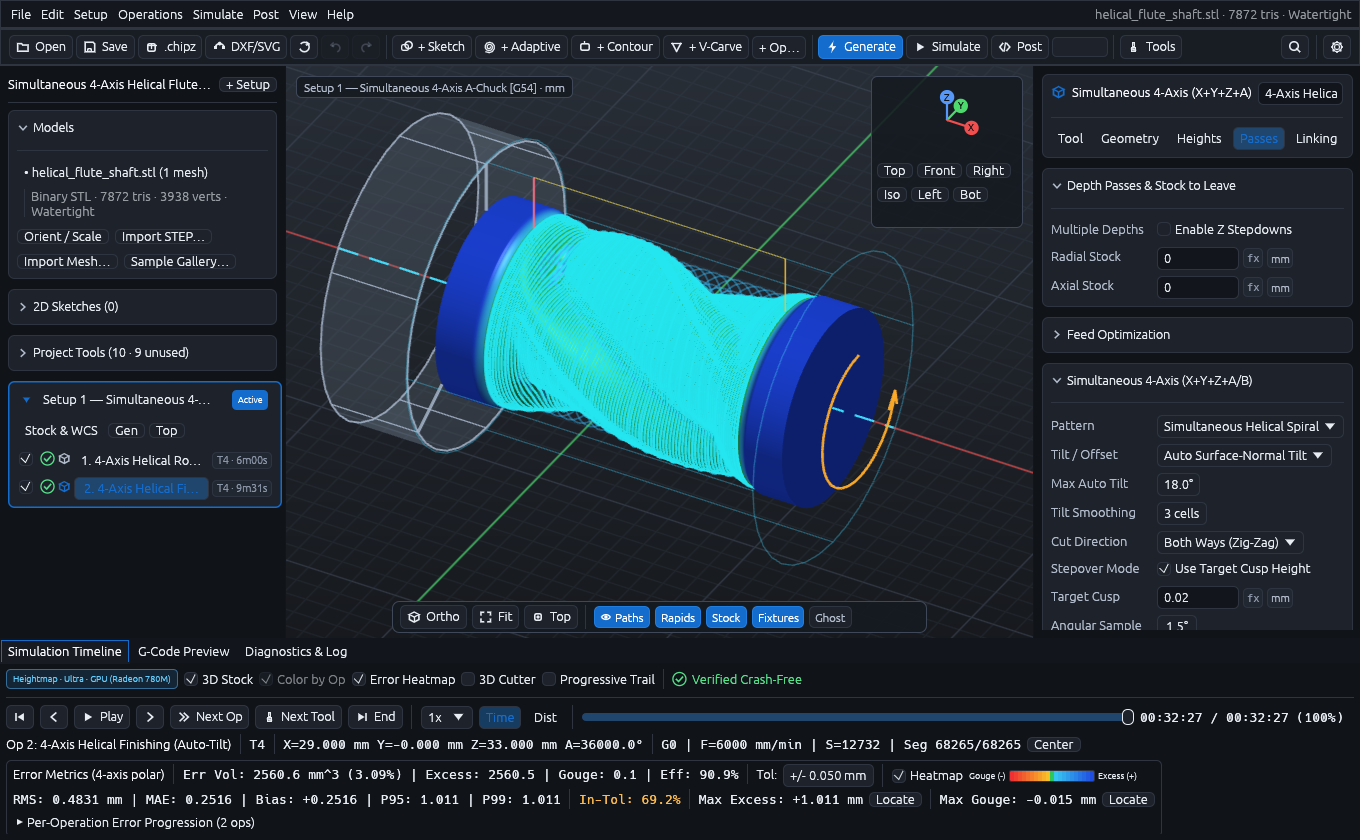 File Edit Setup Operations Simulate Post View Help
helical_flute_shaft.stl · 7872 tris · Watertight
Open Save .chipz DXF/SVG + Sketch + Adaptive + Contour + V-Carve + Op... Generate Simulate Post Tools
Simultaneous 4-Axis Helical Flute... + Setup
Models
• helical_flute_shaft.stl (1 mesh)
Binary STL · 7872 tris · 3938 verts ·
Watertight
Orient / Scale Import STEP...
Import Mesh... Sample Gallery...
2D Sketches (0)
Project Tools (10 · 9 unused)
Setup 1 — Simultaneous 4-... Active
Stock & WCS Gen Top
1. 4-Axis Helical Ro... T4 · 6m00s
2. 4-Axis Helical Fi... T4 · 9m31s
Setup 1 — Simultaneous 4-Axis A-Chuck [G54] · mm
Z
Y
X
Top Front Right
Iso Left Bot
Ortho Fit Top Paths Rapids Stock Fixtures Ghost
Simultaneous 4-Axis (X+Y+Z+A) 4-Axis Helica
Tool Geometry Heights Passes Linking
Depth Passes & Stock to Leave
Multiple Depths Enable Z Stepdowns
Radial Stock 0 fx mm
Axial Stock 0 fx mm
Feed Optimization
Simultaneous 4-Axis (X+Y+Z+A/B)
Pattern Simultaneous Helical Spiral
Tilt / Offset Auto Surface-Normal Tilt
Max Auto Tilt 18.0°
Tilt Smoothing 3 cells
Cut Direction Both Ways (Zig-Zag)
Stepover Mode Use Target Cusp Height
Target Cusp 0.02 fx mm
Angular Sample 1.5°
Simulation Timeline G-Code Preview Diagnostics & Log
Heightmap · Ultra · GPU (Radeon 780M) 3D Stock Color by Op Error Heatmap 3D Cutter Progressive Trail Verified Crash-Free
Play Next Op Next Tool End 1x Time Dist 00:32:27 / 00:32:27 (100%)
Op 2: 4-Axis Helical Finishing (Auto-Tilt) T4 X=29.000 mm Y=-0.000 mm Z=33.000 mm A=36000.0° G0 | F=6000 mm/min | S=12732 | Seg 68265/68265 Center
Error Metrics (4-axis polar) Err Vol: 2560.6 mm^3 (3.09%) | Excess: 2560.5 | Gouge: 0.1 | Eff: 90.9% Tol: +/- 0.050 mm Heatmap Gouge (-) Excess (+)
RMS: 0.4831 mm | MAE: 0.2516 | Bias: +0.2516 | P95: 1.011 | P99: 1.011 In-Tol: 69.2% Max Excess: +1.011 mm Locate Max Gouge: -0.015 mm Locate
Per-Operation Error Progression (2 ops)